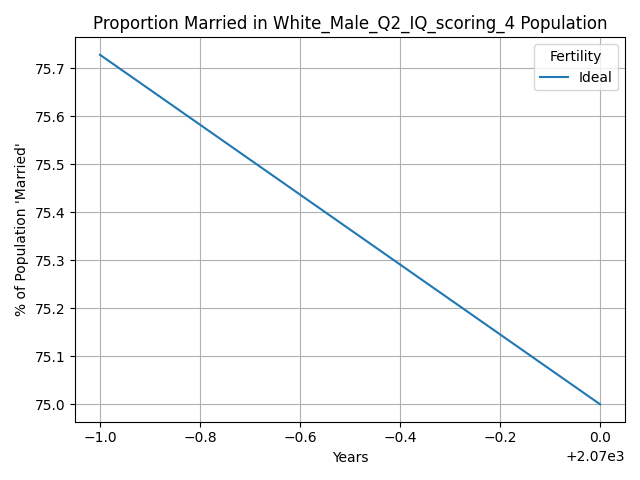 Proportion Married in White_Male_Q2_IQ_scoring_4 Population
Fertility
Ideal
% of Population 'Married'
75.7
75.6
75.5
75.4
75.3
75.2
75.1
75.0
−1.0 −0.8 −0.6 −0.4 −0.2 0.0
+2.07e3
Years